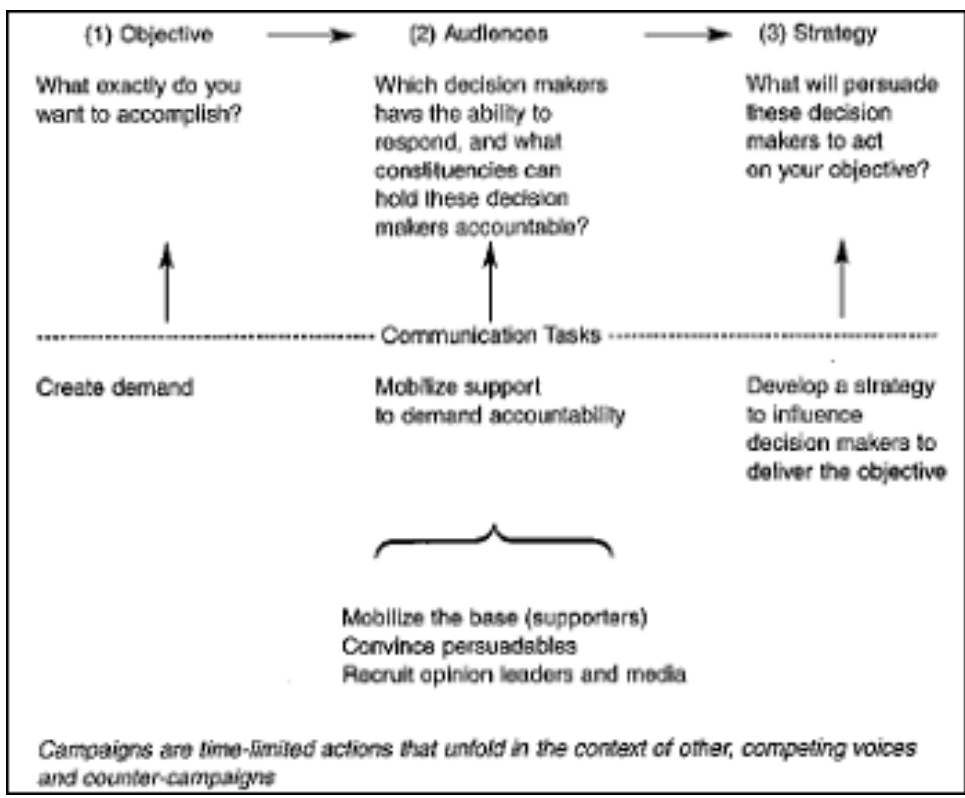 (1) Objective
(2) Audiences
(3) Strategy
What exactly do you
want to accomplish?
Which decision makers
have the ability to
respond, and what
constituencies can
hold these decision
makers accountable?
What will persuade
these decision
makers to act
on your objective?
Communication Tasks
Create demand
Mobilize support
to demand accountability
Develop a strategy
to influence
decision makers to
deliver the objective
Mobilize the base (supporters)
Convince persuadables
Recruit opinion leaders and media
Campaigns are time-limited actions that unfold in the context of other, competing voices
and counter-campaigns